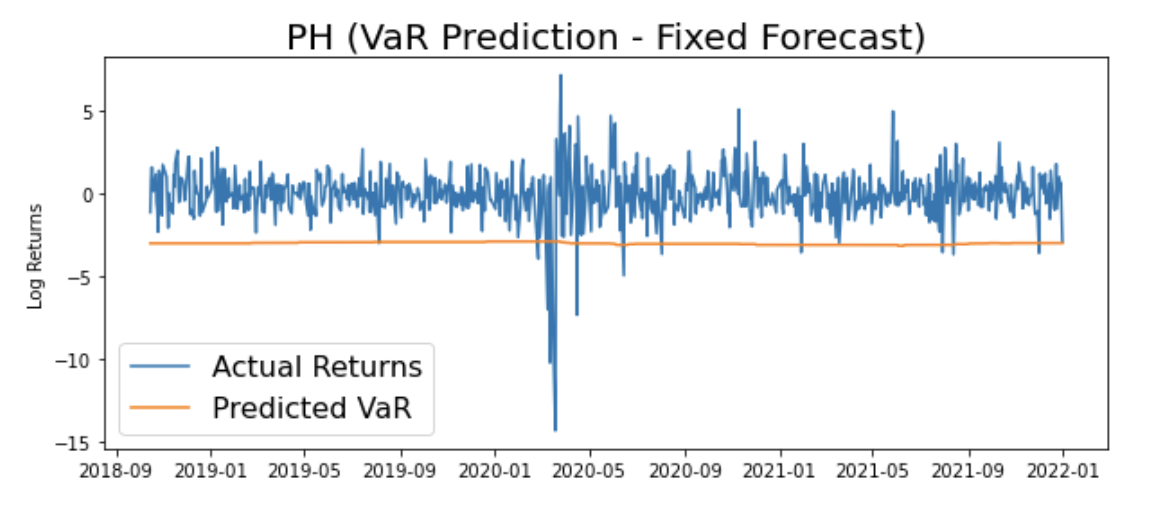 PH (VaR Prediction - Fixed Forecast)
Log Returns
5
0
−5
−10
−15
Actual Returns
Predicted VaR
2018-09 2019-01 2019-05 2019-09 2020-01 2020-05 2020-09 2021-01 2021-05 2021-09 2022-01